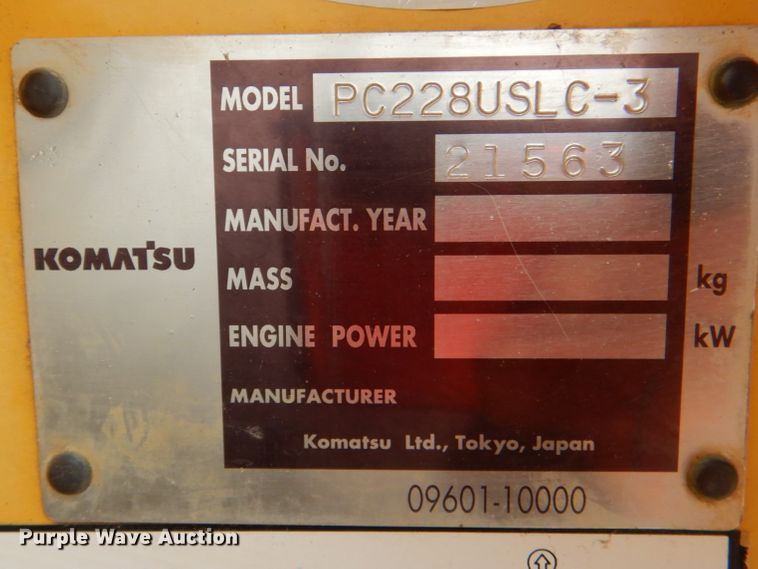 MODEL PC228USLC-3
SERIAL No. 21563
MANUFACT. YEAR
KOMATSU
MASS kg
ENGINE POWER kW
MANUFACTURER
Komatsu Ltd., Tokyo, Japan
09601-10000
Purple Wave Auction